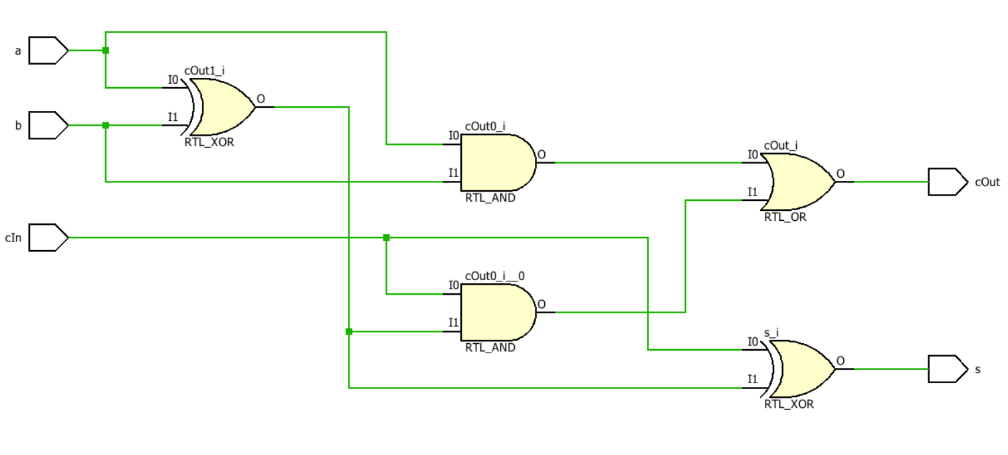 a
cOut1_i
I0
O
b
I1
RTL_XOR
cOut0_i
I0
O
I1
RTL_AND
cOut_i
I0
O
cOut
I1
RTL_OR
cIn
cOut0_i__0
I0
O
I1
RTL_AND
s_i
I0
O
s
I1
RTL_XOR